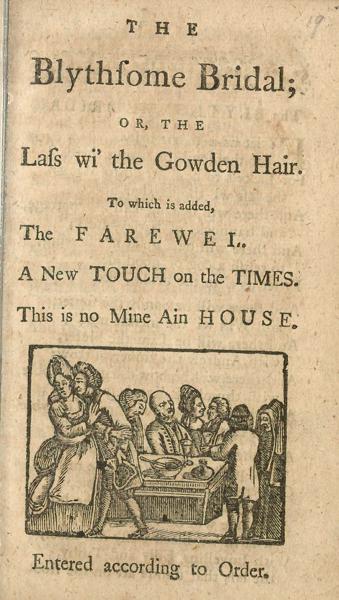 19
THE
Blythſome Bridal;
OR, THE
Laſs wi' the Gowden Hair.
To which is added,
The FAREWEL.
A New TOUCH on the TIMES.
This is no Mine Ain HOUSE.
Entered according to Order.